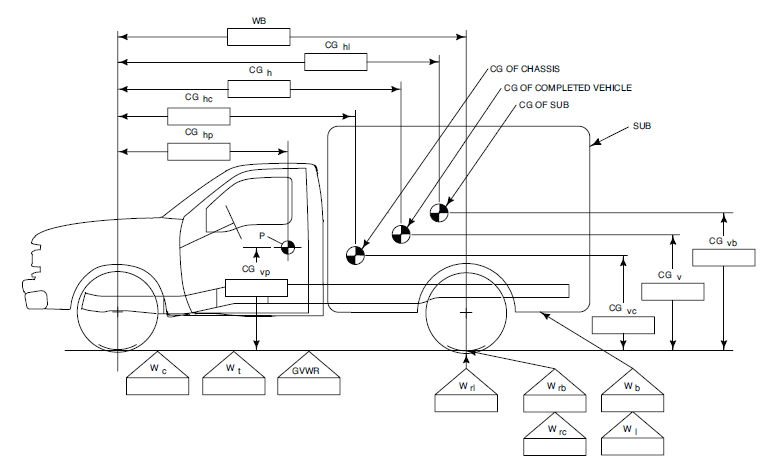 WB
CG hl
CG h
CG hc
CG hp
CG OF CHASSIS
CG OF COMPLETED VEHICLE
CG OF SUB
SUB
P
CG vp
CG vb
CG v
CG vc
W c
W t
GVWR
W rl
W rb
W b
W rc
W l